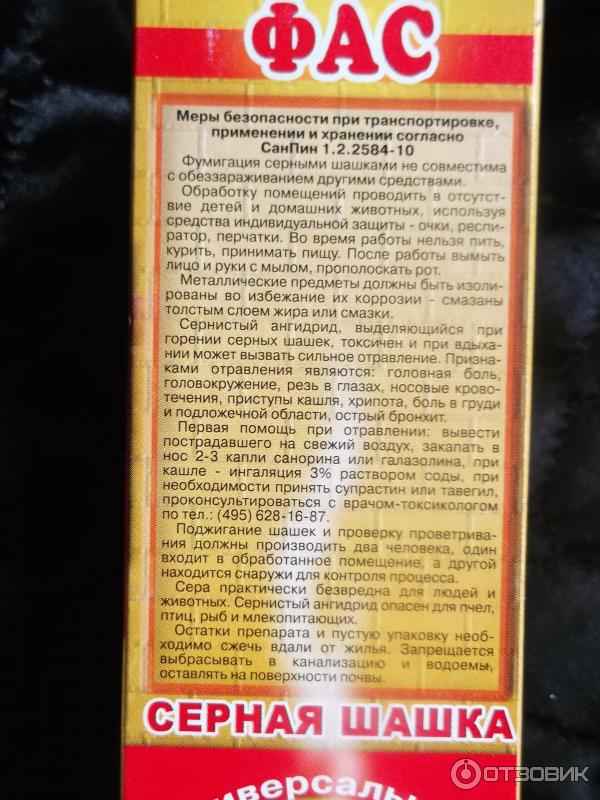 ФАС
Меры безопасности при транспортировке,
применении и хранении согласно
СанПин 1.2.2584-10
Фумигация серными шашками не совместима
с обеззараживанием другими средствами.
Обработку помещений проводить в отсутст-
вие детей и домашних животных, используя
средства индивидуальной защиты - очки, респи-
ратор, перчатки. Во время работы нельзя пить,
курить, принимать пищу. После работы вымыть
лицо и руки с мылом, прополоскать рот.
Металлические предметы должны быть изоли-
рованы во избежание их коррозии - смазаны
толстым слоем жира или смазки.
Сернистый ангидрид, выделяющийся при
горении серных шашек, токсичен и при вдыха-
нии может вызвать сильное отравление. Призна-
ками отравления являются: головная боль,
головокружение, резь в глазах, носовые крово-
течения, приступы кашля, хрипота, боль в груди
и подложечной области, острый бронхит.
Первая помощь при отравлении: вывести
пострадавшего на свежий воздух, закапать в
нос 2-3 капли санорина или галазолина, при
кашле - ингаляция 3% раствором соды, при
необходимости принять супрастин или тавегил,
проконсультироваться с врачом-токсикологом
по тел.: (495) 628-16-87.
Поджигание шашек и проверку проветрива-
ния должны производить два человека, один
входит в обработанное помещение, а другой
находится снаружи для контроля процесса.
Сера практически безвредна для людей и
животных. Сернистый ангидрид опасен для пчел,
птиц, рыб и млекопитающих.
Остатки препарата и пустую упаковку необ-
ходимо сжечь вдали от жилья. Запрещается
выбрасывать в канализацию и водоемы,
оставлять на поверхности почвы.
СЕРНАЯ ШАШКА
ОТЗОВИК